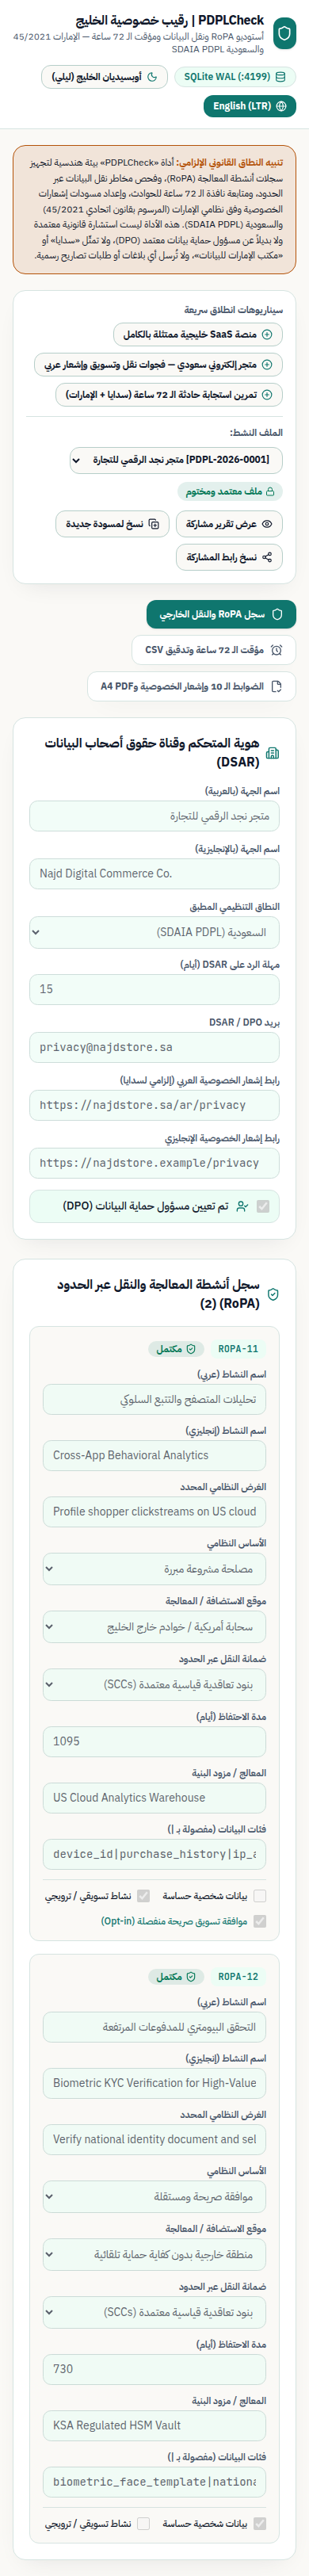 PDPLCheck | رقيب خصوصية الخليج
أستوديو RoPA ونقل البيانات ومؤقت الـ 72 ساعة — الإمارات 45/2021
والسعودية SDAIA PDPL
SQLite WAL (:4199)
أوبسيديان الخليج (ليلي)
English (LTR)
تنبيه النطاق القانوني الإلزامي: أداة «PDPLCheck» بيئة هندسية لتجهيز
سجلات أنشطة المعالجة (RoPA)، وفحص مخاطر نقل البيانات عبر
الحدود، ومتابعة نافذة الـ 72 ساعة للحوادث، وإعداد مسودات إشعارات
الخصوصية وفق نظامي الإمارات (المرسوم بقانون اتحادي 45/2021)
والسعودية (SDAIA PDPL). هذه الأداة ليست استشارة قانونية معتمدة
ولا بديلاً عن مسؤول حماية بيانات معتمد (DPO)، ولا تمثّل «سدايا» أو
«مكتب الإمارات للبيانات»، ولا تُرسل أي بلاغات أو طلبات تصاريح رسمية.
سيناريوهات انطلاق سريعة
منصة SaaS خليجية ممتثلة بالكامل
متجر إلكتروني سعودي — فجوات نقل وتسويق وإشعار عربي
تمرين استجابة حادثة الـ 72 ساعة (سدايا + الإمارات)
الملف النشط:
[PDPL-2026-0001] متجر نجد الرقمي للتجارة
ملف معتمد ومختوم
عرض تقرير مشاركة
نسخ لمسودة جديدة
نسخ رابط المشاركة
سجل RoPA والنقل الخارجي
مؤقت الـ 72 ساعة وتدقيق CSV
الضوابط الـ 10 وإشعار الخصوصية وA4 PDF
هوية المتحكم وقناة حقوق أصحاب البيانات
(DSAR)
اسم الجهة (بالعربية)
متجر نجد الرقمي للتجارة
اسم الجهة (بالإنجليزية)
Najd Digital Commerce Co.
النطاق التنظيمي المطبق
السعودية (SDAIA PDPL)
مهلة الرد على DSAR (أيام)
15
بريد DSAR / DPO
privacy@najdstore.sa
رابط إشعار الخصوصية العربي (إلزامي لسدايا)
https://najdstore.sa/ar/privacy
رابط إشعار الخصوصية الإنجليزي
https://najdstore.example/privacy
تم تعيين مسؤول حماية البيانات (DPO)
سجل أنشطة المعالجة والنقل عبر الحدود
(RoPA) (2)
ROPA-11
مكتمل
اسم النشاط (عربي)
تحليلات المتصفح والتتبع السلوكي
اسم النشاط (إنجليزي)
Cross-App Behavioral Analytics
الغرض النظامي المحدد
Profile shopper clickstreams on US cloud
الأساس النظامي
مصلحة مشروعة مبررة
موقع الاستضافة / المعالجة
سحابة أمريكية / خوادم خارج الخليج
ضمانة النقل عبر الحدود
بنود تعاقدية قياسية معتمدة (SCCs)
مدة الاحتفاظ (أيام)
1095
المعالج / مزود البنية
US Cloud Analytics Warehouse
فئات البيانات (مفصولة بـ |)
device_id|purchase_history|ip_a
بيانات شخصية حساسة
نشاط تسويقي / ترويجي
موافقة تسويق صريحة منفصلة (Opt-in)
ROPA-12
مكتمل
اسم النشاط (عربي)
التحقق البيومتري للمدفوعات المرتفعة
اسم النشاط (إنجليزي)
Biometric KYC Verification for High-Value
الغرض النظامي المحدد
Verify national identity document and sel
الأساس النظامي
موافقة صريحة ومستقلة
موقع الاستضافة / المعالجة
منطقة خارجية بدون كفاية حماية تلقائية
ضمانة النقل عبر الحدود
بنود تعاقدية قياسية معتمدة (SCCs)
مدة الاحتفاظ (أيام)
730
المعالج / مزود البنية
KSA Regulated HSM Vault
فئات البيانات (مفصولة بـ |)
biometric_face_template|nationa
بيانات شخصية حساسة
نشاط تسويقي / ترويجي